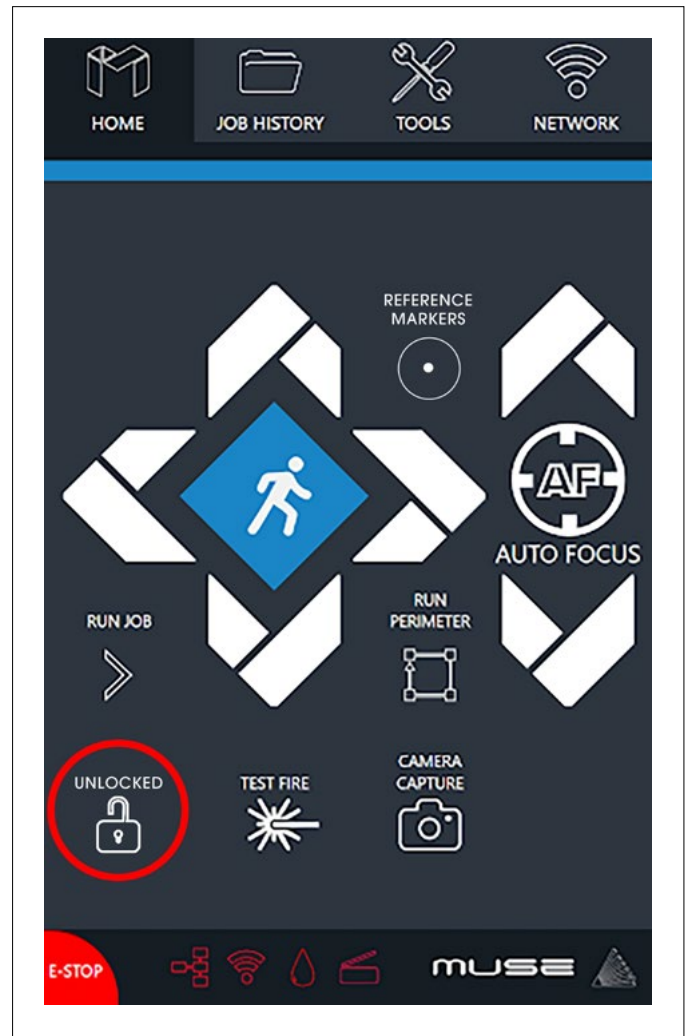 HOME
JOB HISTORY
TOOLS
NETWORK
REFERENCE
MARKERS
AF
AUTO FOCUS
RUN JOB
RUN
PERIMETER
UNLOCKED
TEST FIRE
CAMERA
CAPTURE
E-STOP
muse